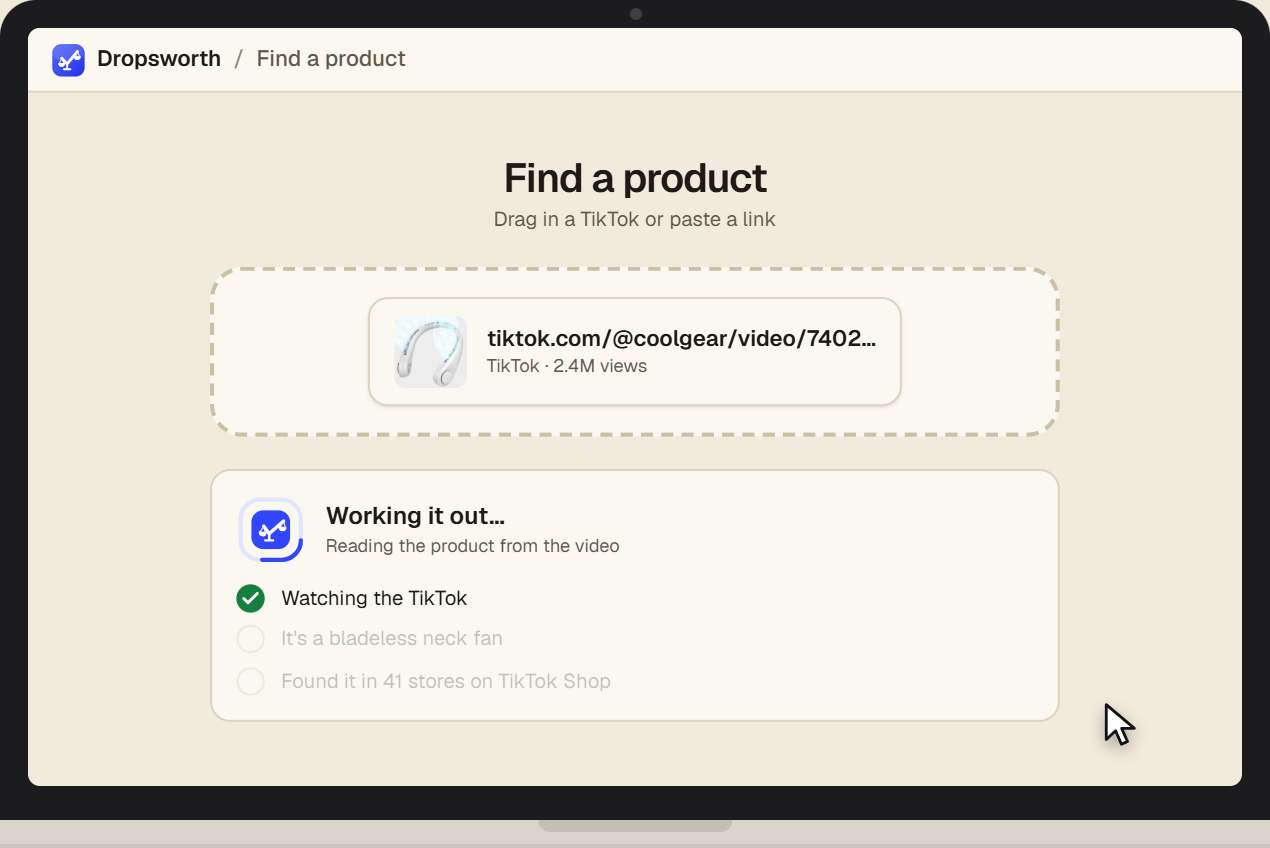 Dropsworth / Find a product
Find a product
Drag in a TikTok or paste a link
tiktok.com/@coolgear/video/7402...
TikTok · 2.4M views
Working it out...
Reading the product from the video
Watching the TikTok
It's a bladeless neck fan
Found it in 41 stores on TikTok Shop